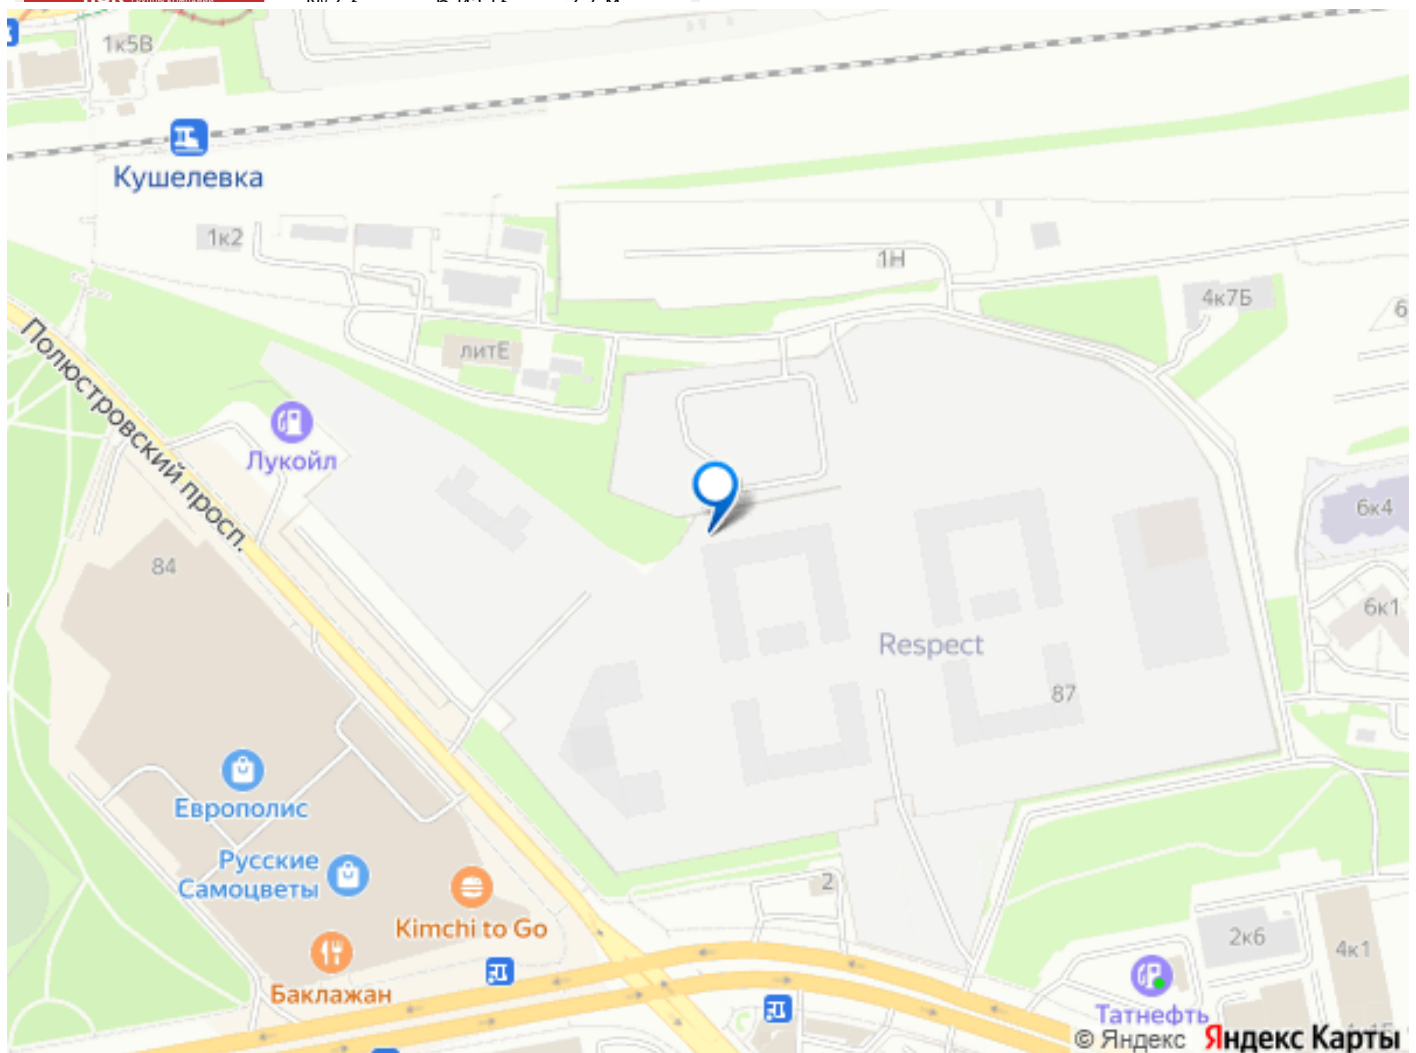 1к5В
Кушелевка
1к2
1Н
4к7Б
литЕ
Полюстровский просп.
Лукойл
6к4
84
6к1
Respect
87
Европолис
Русские
Самоцветы
2
Kimchi to Go
2к6
4к1
Баклажан
Татнефть
© Яндекс Яндекс Карты